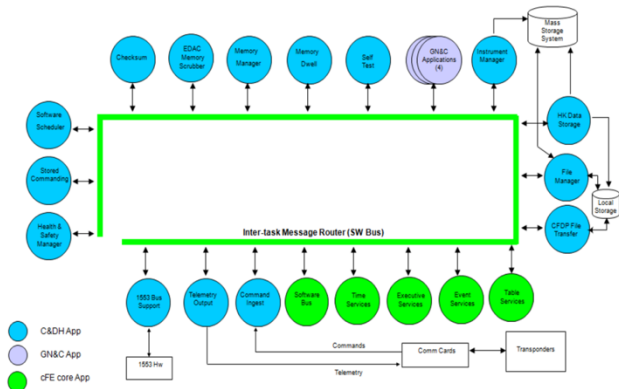 Mass
Storage
System
Checksum
EDAC
Memory
Scrubber
Memory
Manager
Memory
Dwell
Self
Test
GN&C
Applications
(4)
Instrument
Manager
Software
Scheduler
HK Data
Storage
Stored
Commanding
File
Manager
Local
Storage
Health &
Safety
Manager
CFDP File
Transfer
Inter-task Message Router (SW Bus)
1553 Bus
Support
Telemetry
Output
Command
Ingest
Software
Bus
Time
Services
Executive
Services
Event
Services
Table
Services
C&DH App
GN&C App
cFE core App
1553 Hw
Commands
Telemetry
Comm Cards
Transponders